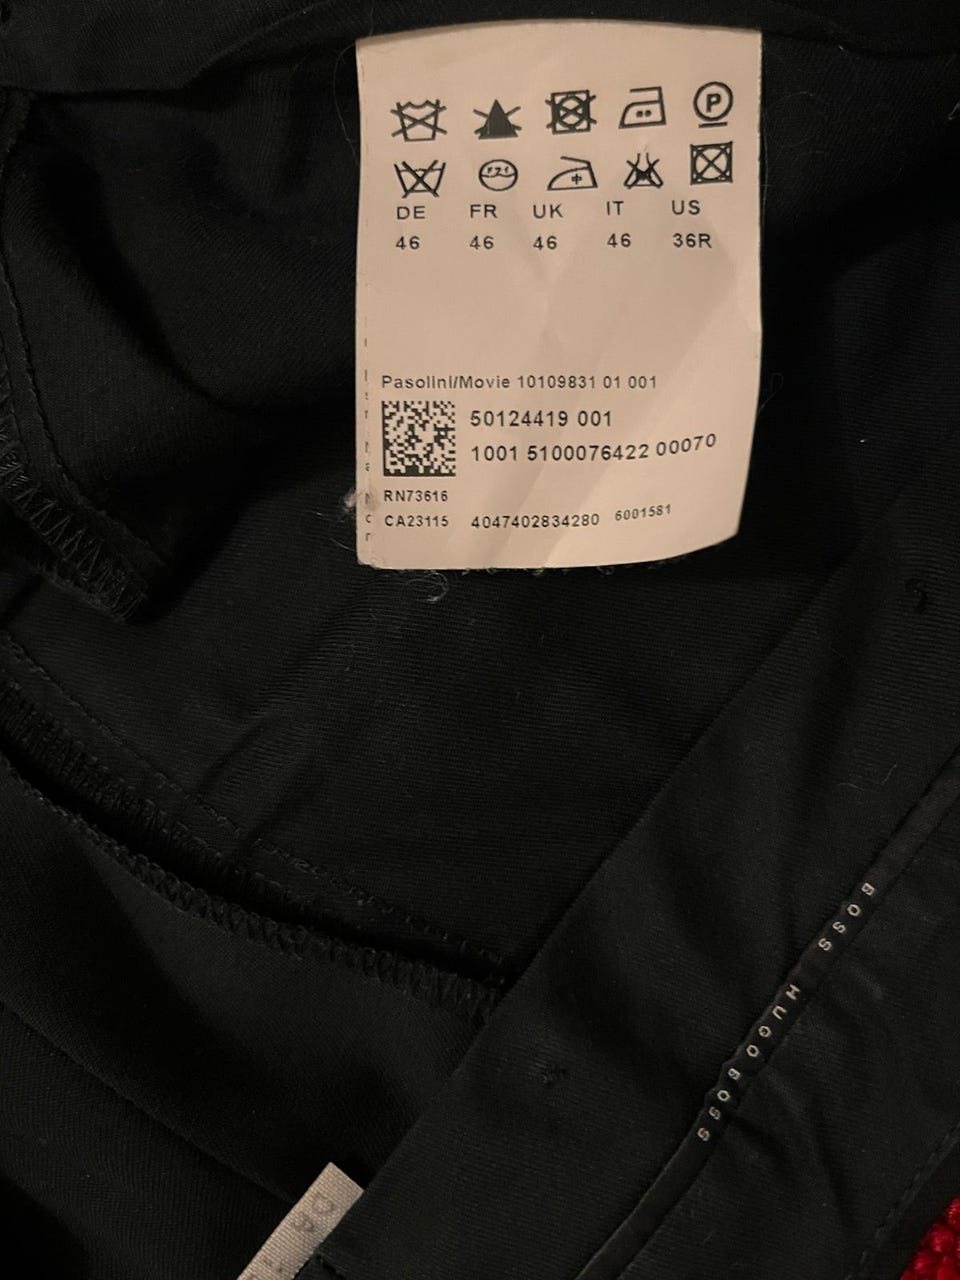 DE FR UK IT US
46 46 46 46 36R
Pasolini/Movie 10109831 01 001
50124419 001
1001 5100076422 00070
RN73616
CA23115 4047402834280 6001581
BOSS HUGO BOSS
CA